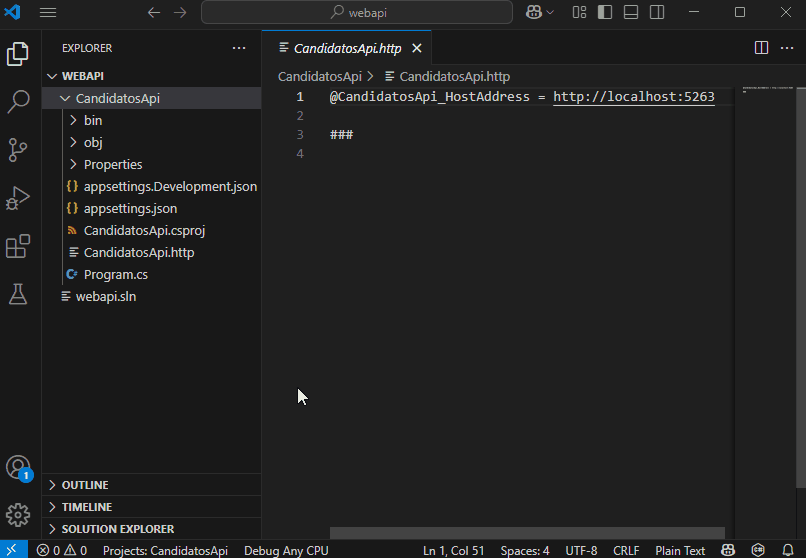 webapi
EXPLORER
WEBAPI
CandidatosApi
bin
obj
Properties
{} appsettings.Development.json
{} appsettings.json
CandidatosApi.csproj
CandidatosApi.http
C# Program.cs
webapi.sln
OUTLINE
TIMELINE
SOLUTION EXPLORER
CandidatosApi.http
CandidatosApi > CandidatosApi.http
1 @CandidatosApi_HostAddress = http://localhost:5263
2
3 ###
4
1
0 0 Projects: CandidatosApi Debug Any CPU Ln 1, Col 51 Spaces: 4 UTF-8 CRLF Plain Text